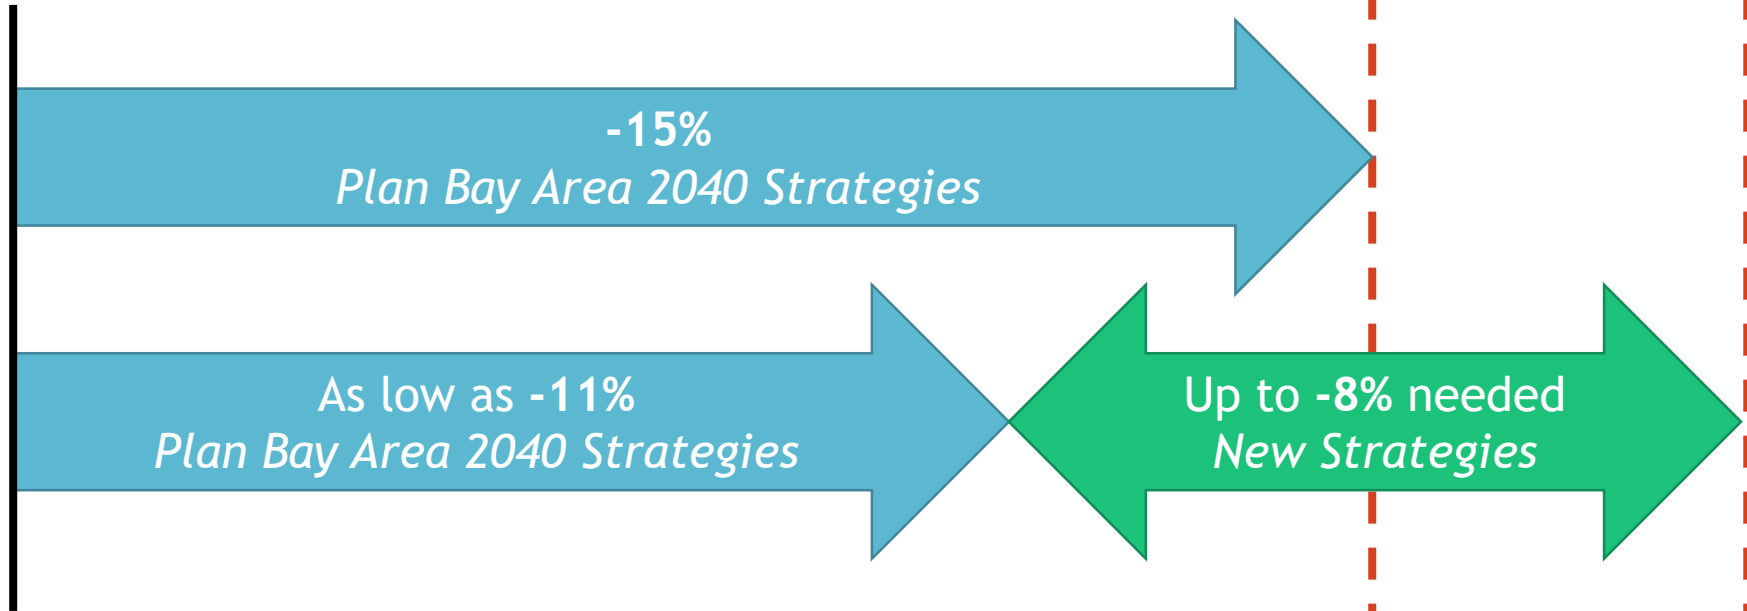 -15%
Plan Bay Area 2040 Strategies
As low as -11%
Plan Bay Area 2040 Strategies
Up to -8% needed
New Strategies